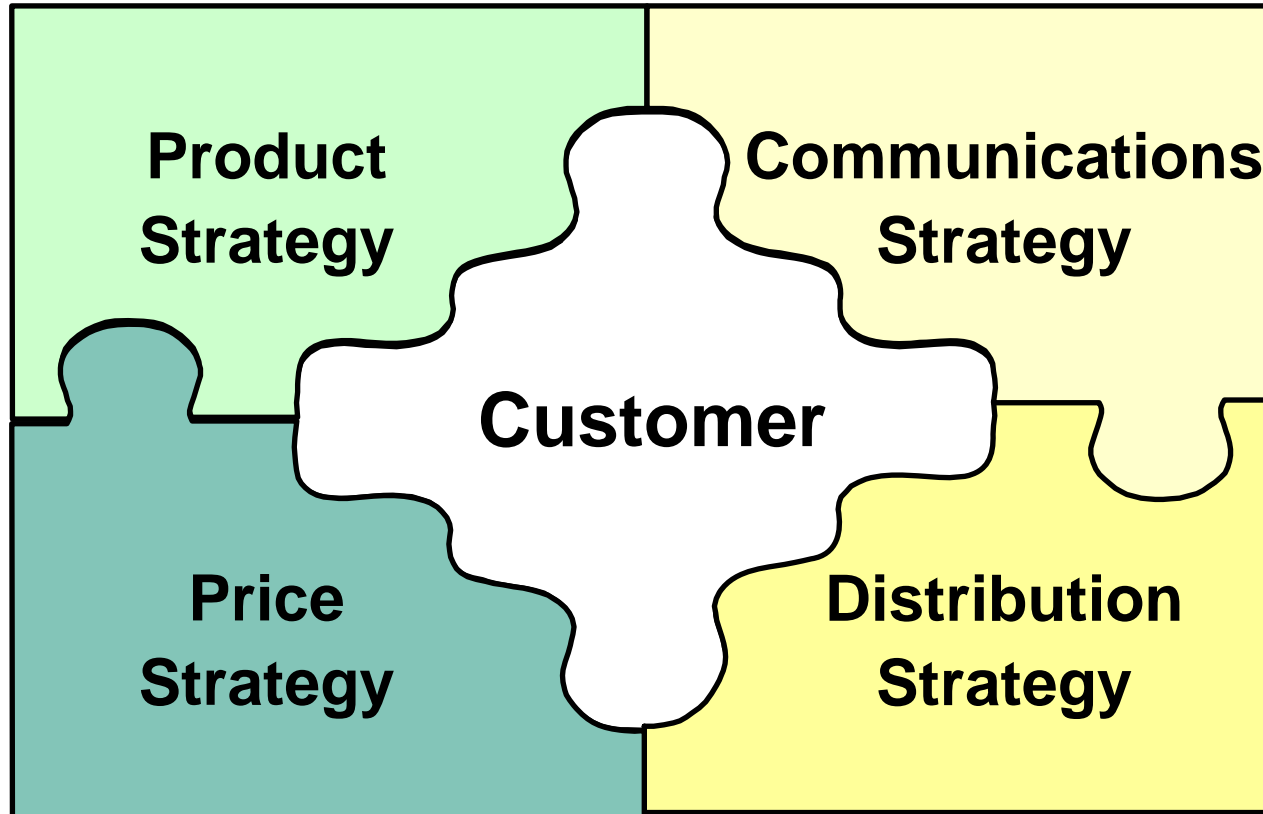 Product
Strategy
Communications
Strategy
Customer
Price
Strategy
Distribution
Strategy